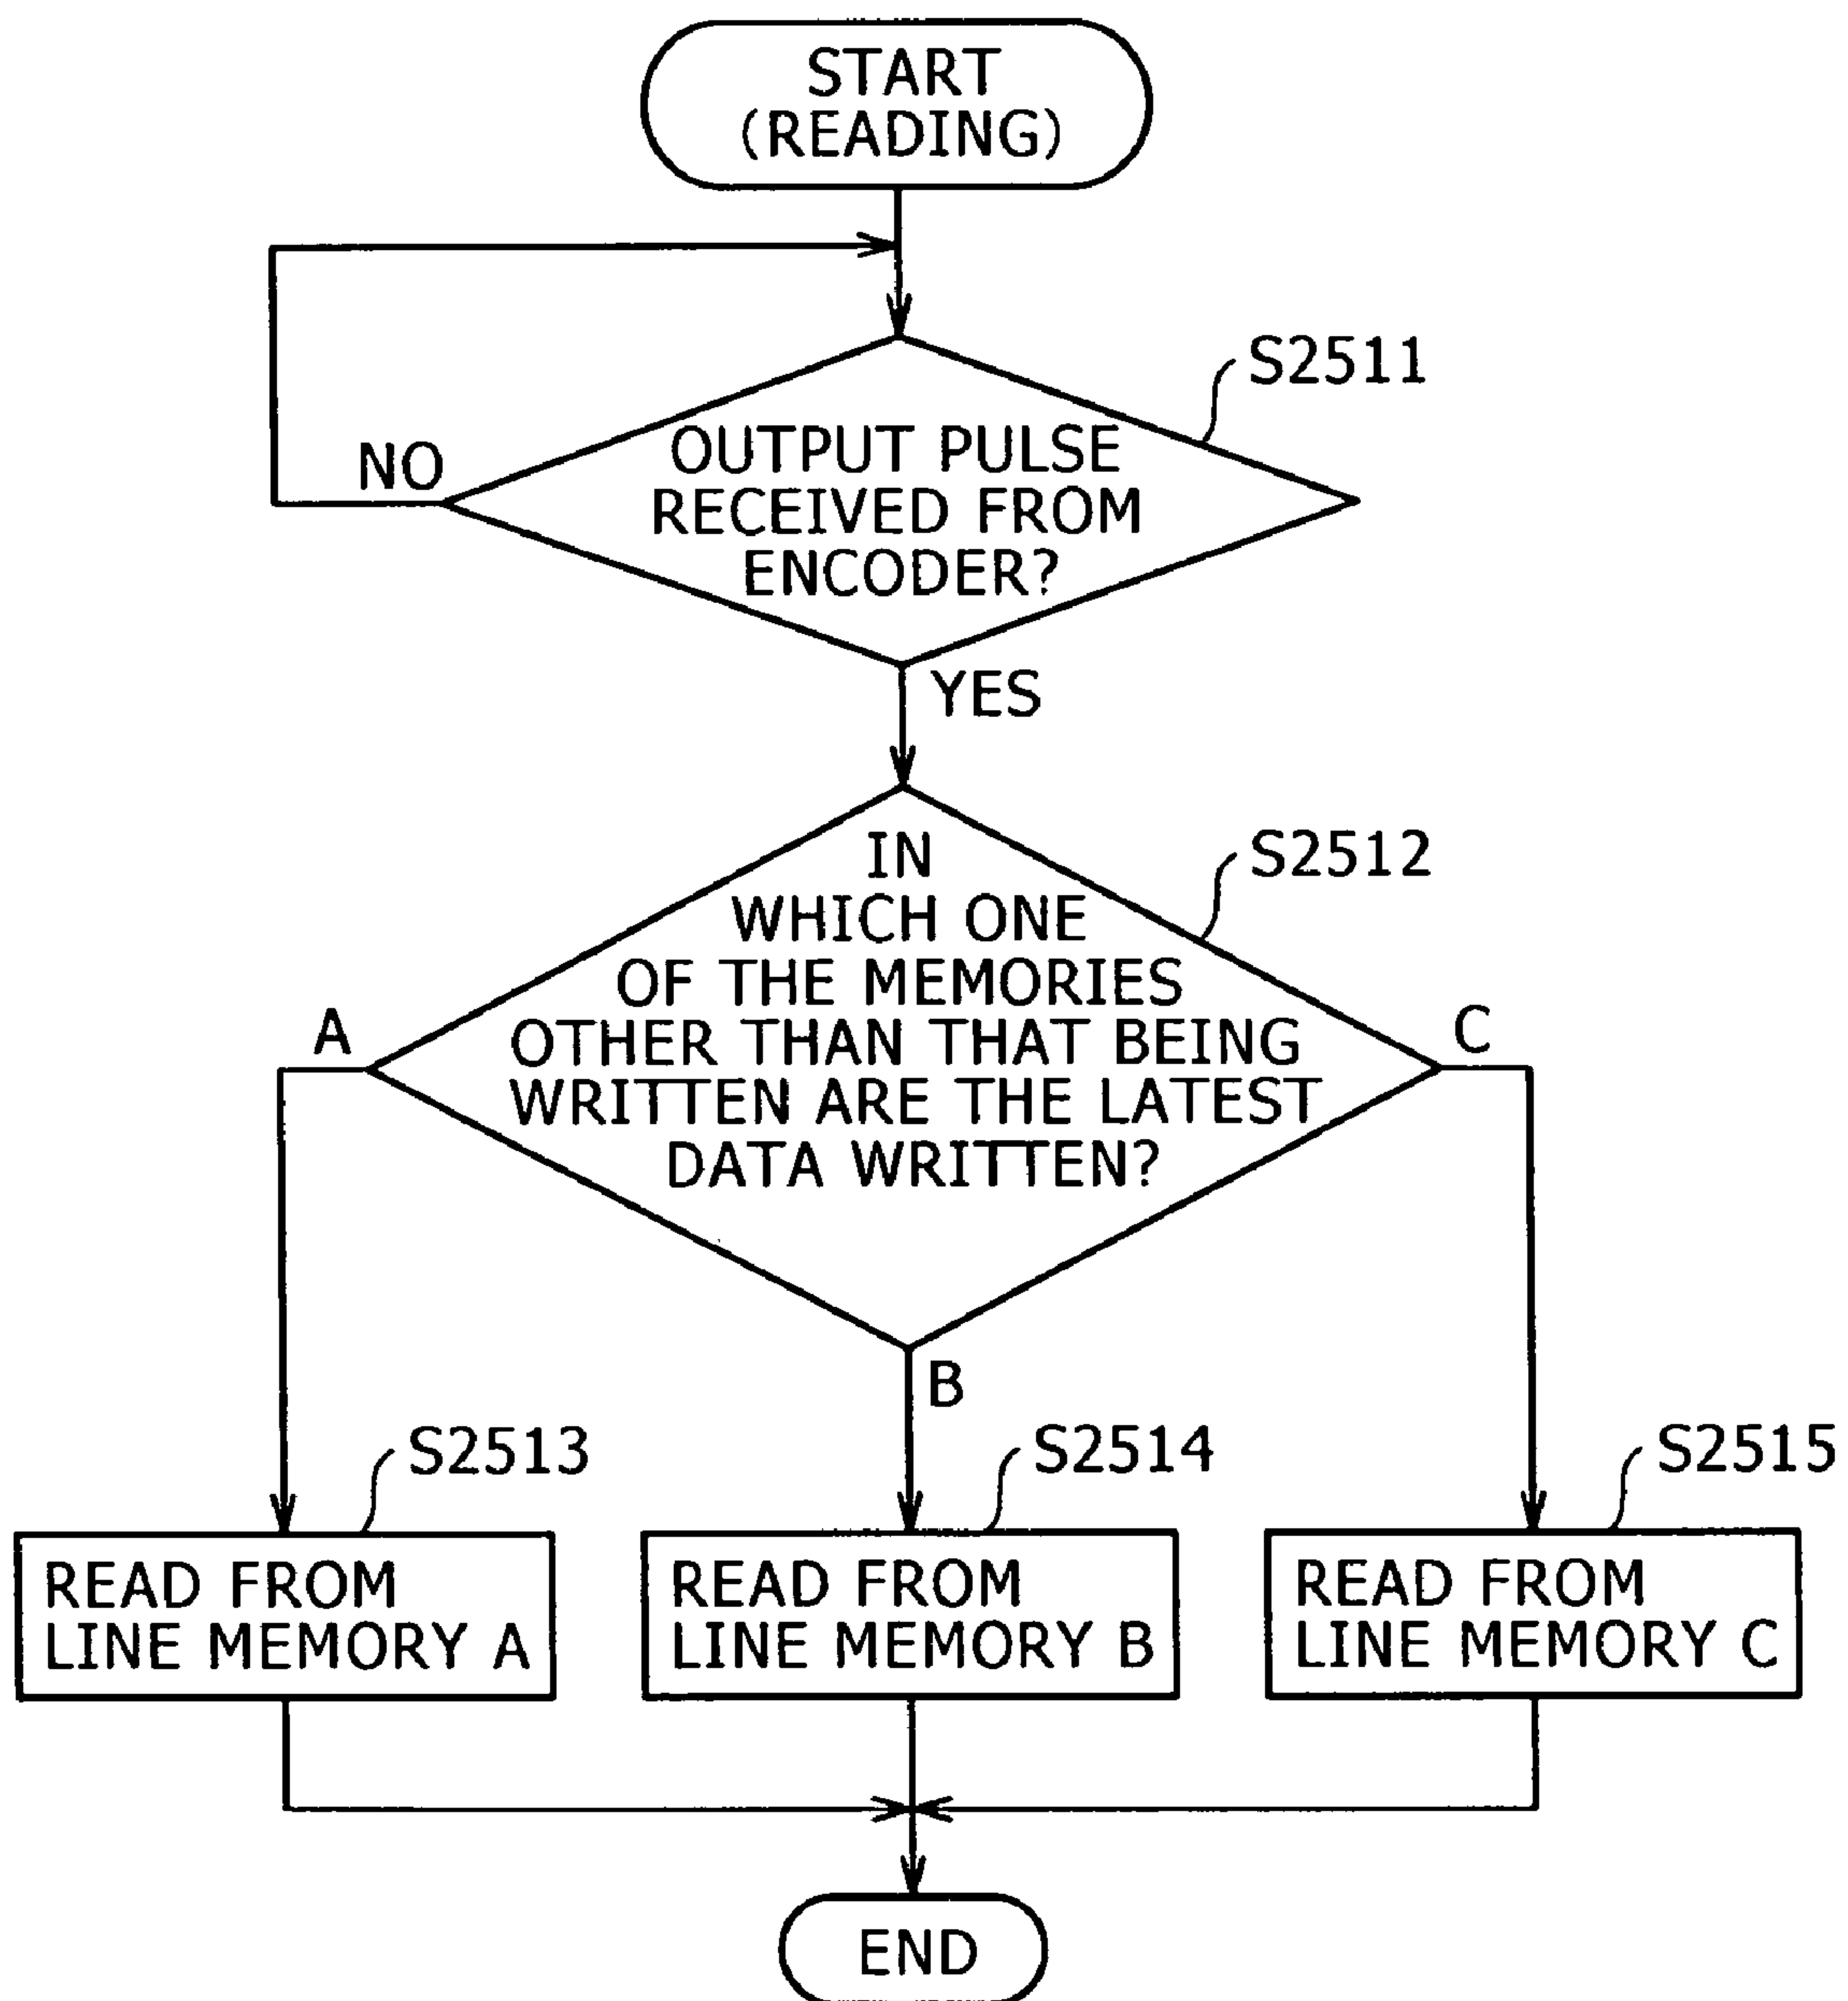 START
(READING)
S2511
NO
OUTPUT PULSE
RECEIVED FROM
ENCODER?
YES
S2512
IN
WHICH ONE
OF THE MEMORIES
OTHER THAN THAT BEING
WRITTEN ARE THE LATEST
DATA WRITTEN?
A
C
B
S2513
S2514
S2515
READ FROM
LINE MEMORY A
READ FROM
LINE MEMORY B
READ FROM
LINE MEMORY C
END